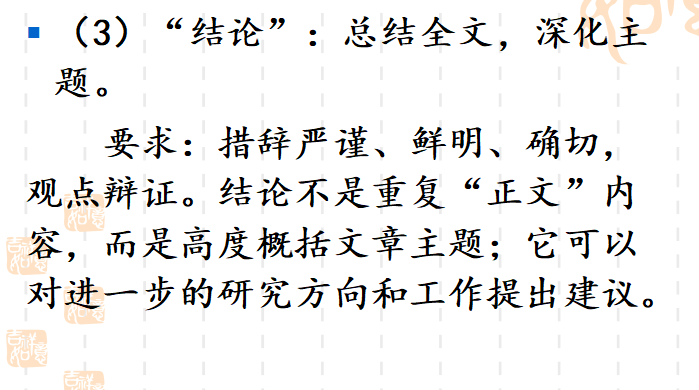 （3）“结论”：总结全文，深化主
题。
要求：措辞严谨、鲜明、确切，
观点辩证。结论不是重复“正文”内
容，而是高度概括文章主题；它可以
对进一步的研究方向和工作提出建议。